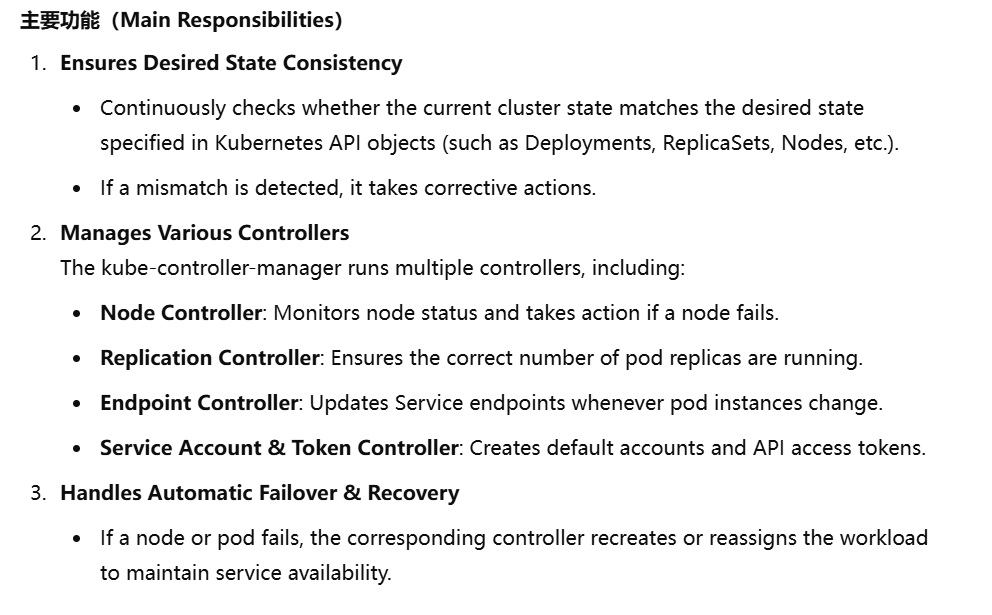 主要功能（Main Responsibilities）
1. Ensures Desired State Consistency
• Continuously checks whether the current cluster state matches the desired state
specified in Kubernetes API objects (such as Deployments, ReplicaSets, Nodes, etc.).
• If a mismatch is detected, it takes corrective actions.
2. Manages Various Controllers
The kube-controller-manager runs multiple controllers, including:
• Node Controller: Monitors node status and takes action if a node fails.
• Replication Controller: Ensures the correct number of pod replicas are running.
• Endpoint Controller: Updates Service endpoints whenever pod instances change.
• Service Account & Token Controller: Creates default accounts and API access tokens.
3. Handles Automatic Failover & Recovery
• If a node or pod fails, the corresponding controller recreates or reassigns the workload
to maintain service availability.